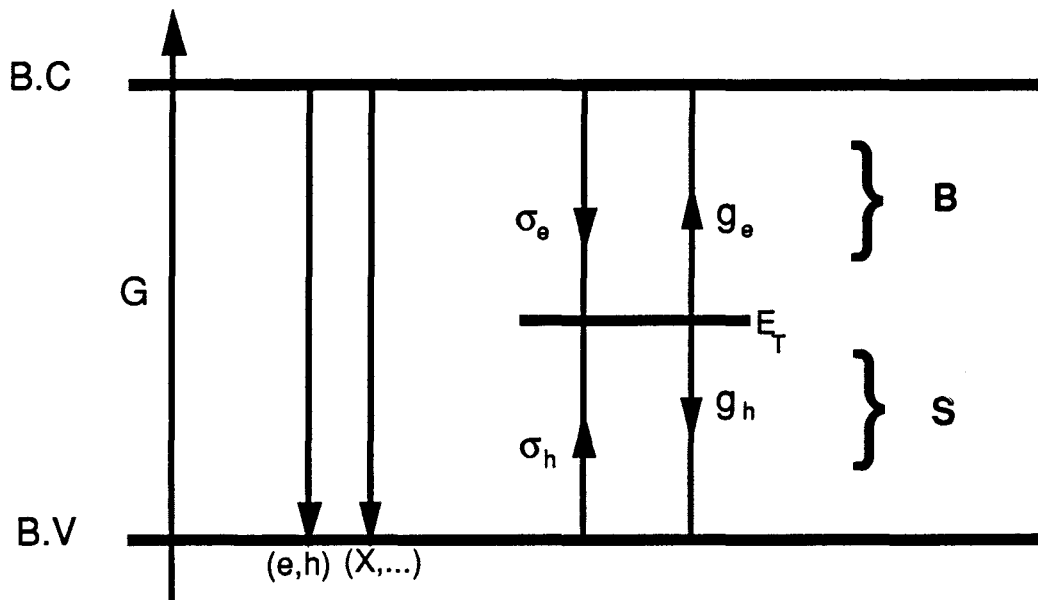 B.C
B
σe
ge
G
ET
gh
S
σh
B.V
(e,h) (X,...)